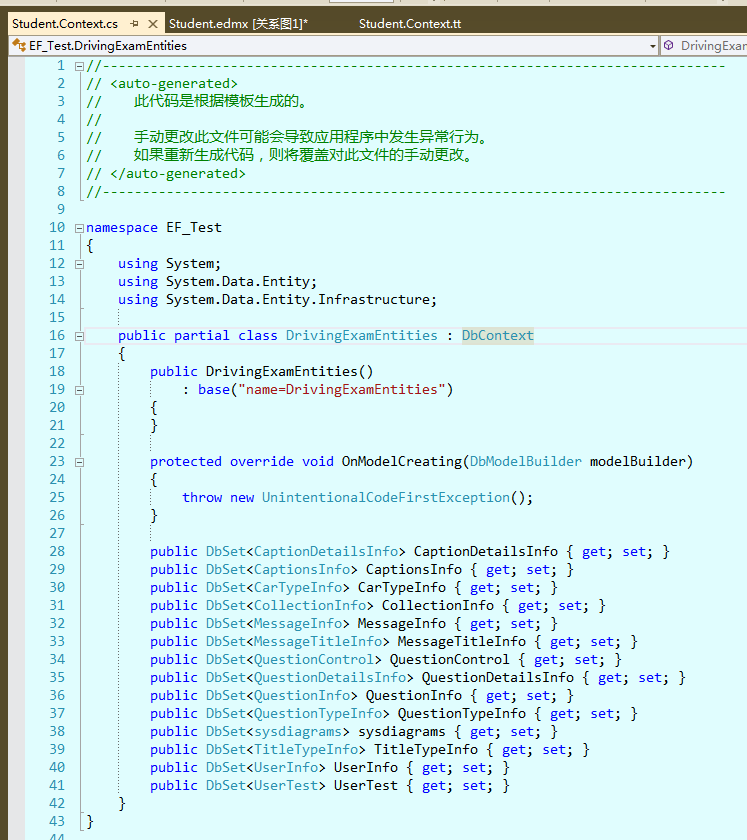 Student.Context.cs Student.edmx [关系图1]* Student.Context.tt
EF_Test.DrivingExamEntities DrivingExam
1 //------------------------------------------------------------------------------
2 // <auto-generated>
3 // 此代码是根据模板生成的。
4 //
5 // 手动更改此文件可能会导致应用程序中发生异常行为。
6 // 如果重新生成代码，则将覆盖对此文件的手动更改。
7 // </auto-generated>
8 //------------------------------------------------------------------------------
9
10 namespace EF_Test
11 {
12 using System;
13 using System.Data.Entity;
14 using System.Data.Entity.Infrastructure;
15
16 public partial class DrivingExamEntities : DbContext
17 {
18 public DrivingExamEntities()
19 : base("name=DrivingExamEntities")
20 {
21 }
22
23 protected override void OnModelCreating(DbModelBuilder modelBuilder)
24 {
25 throw new UnintentionalCodeFirstException();
26 }
27
28 public DbSet<CaptionDetailsInfo> CaptionDetailsInfo { get; set; }
29 public DbSet<CaptionsInfo> CaptionsInfo { get; set; }
30 public DbSet<CarTypeInfo> CarTypeInfo { get; set; }
31 public DbSet<CollectionInfo> CollectionInfo { get; set; }
32 public DbSet<MessageInfo> MessageInfo { get; set; }
33 public DbSet<MessageTitleInfo> MessageTitleInfo { get; set; }
34 public DbSet<QuestionControl> QuestionControl { get; set; }
35 public DbSet<QuestionDetailsInfo> QuestionDetailsInfo { get; set; }
36 public DbSet<QuestionInfo> QuestionInfo { get; set; }
37 public DbSet<QuestionTypeInfo> QuestionTypeInfo { get; set; }
38 public DbSet<sysdiagrams> sysdiagrams { get; set; }
39 public DbSet<TitleTypeInfo> TitleTypeInfo { get; set; }
40 public DbSet<UserInfo> UserInfo { get; set; }
41 public DbSet<UserTest> UserTest { get; set; }
42 }
43 }
44